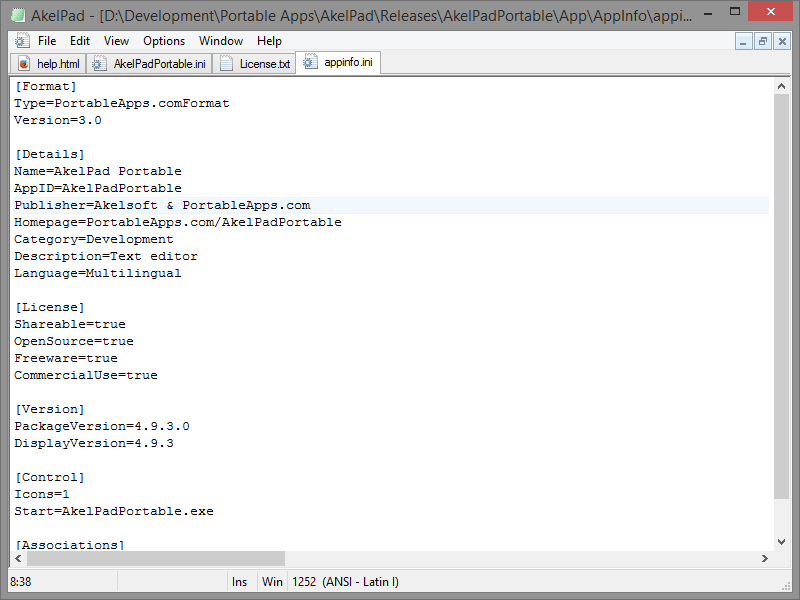 AkelPad - [D:\Development\Portable Apps\AkelPad\Releases\AkelPadPortable\App\AppInfo\appi...
File Edit View Options Window Help
help.html AkelPadPortable.ini License.txt appinfo.ini
[Format]
Type=PortableApps.comFormat
Version=3.0
[Details]
Name=AkelPad Portable
AppID=AkelPadPortable
Publisher=Akelsoft & PortableApps.com
Homepage=PortableApps.com/AkelPadPortable
Category=Development
Description=Text editor
Language=Multilingual
[License]
Shareable=true
OpenSource=true
Freeware=true
CommercialUse=true
[Version]
PackageVersion=4.9.3.0
DisplayVersion=4.9.3
[Control]
Icons=1
Start=AkelPadPortable.exe
[Associations]
8:38 Ins Win 1252 (ANSI - Latin I)